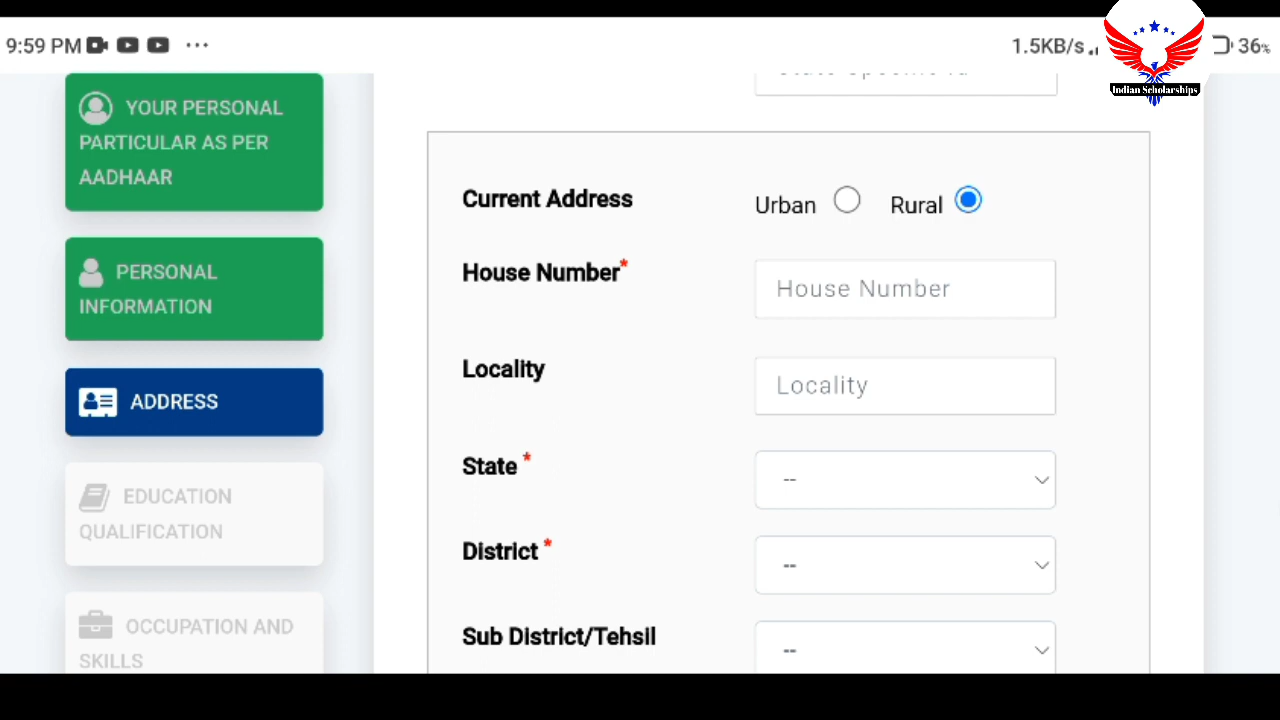 9:59 PM
1.5KB/s
36%
Indian Scholarships
YOUR PERSONAL
PARTICULAR AS PER
AADHAAR
PERSONAL
INFORMATION
ADDRESS
EDUCATION
QUALIFICATION
OCCUPATION AND
SKILLS
Current Address
Urban Rural
House Number*
House Number
Locality
Locality
State *
--
District *
--
Sub District/Tehsil
--